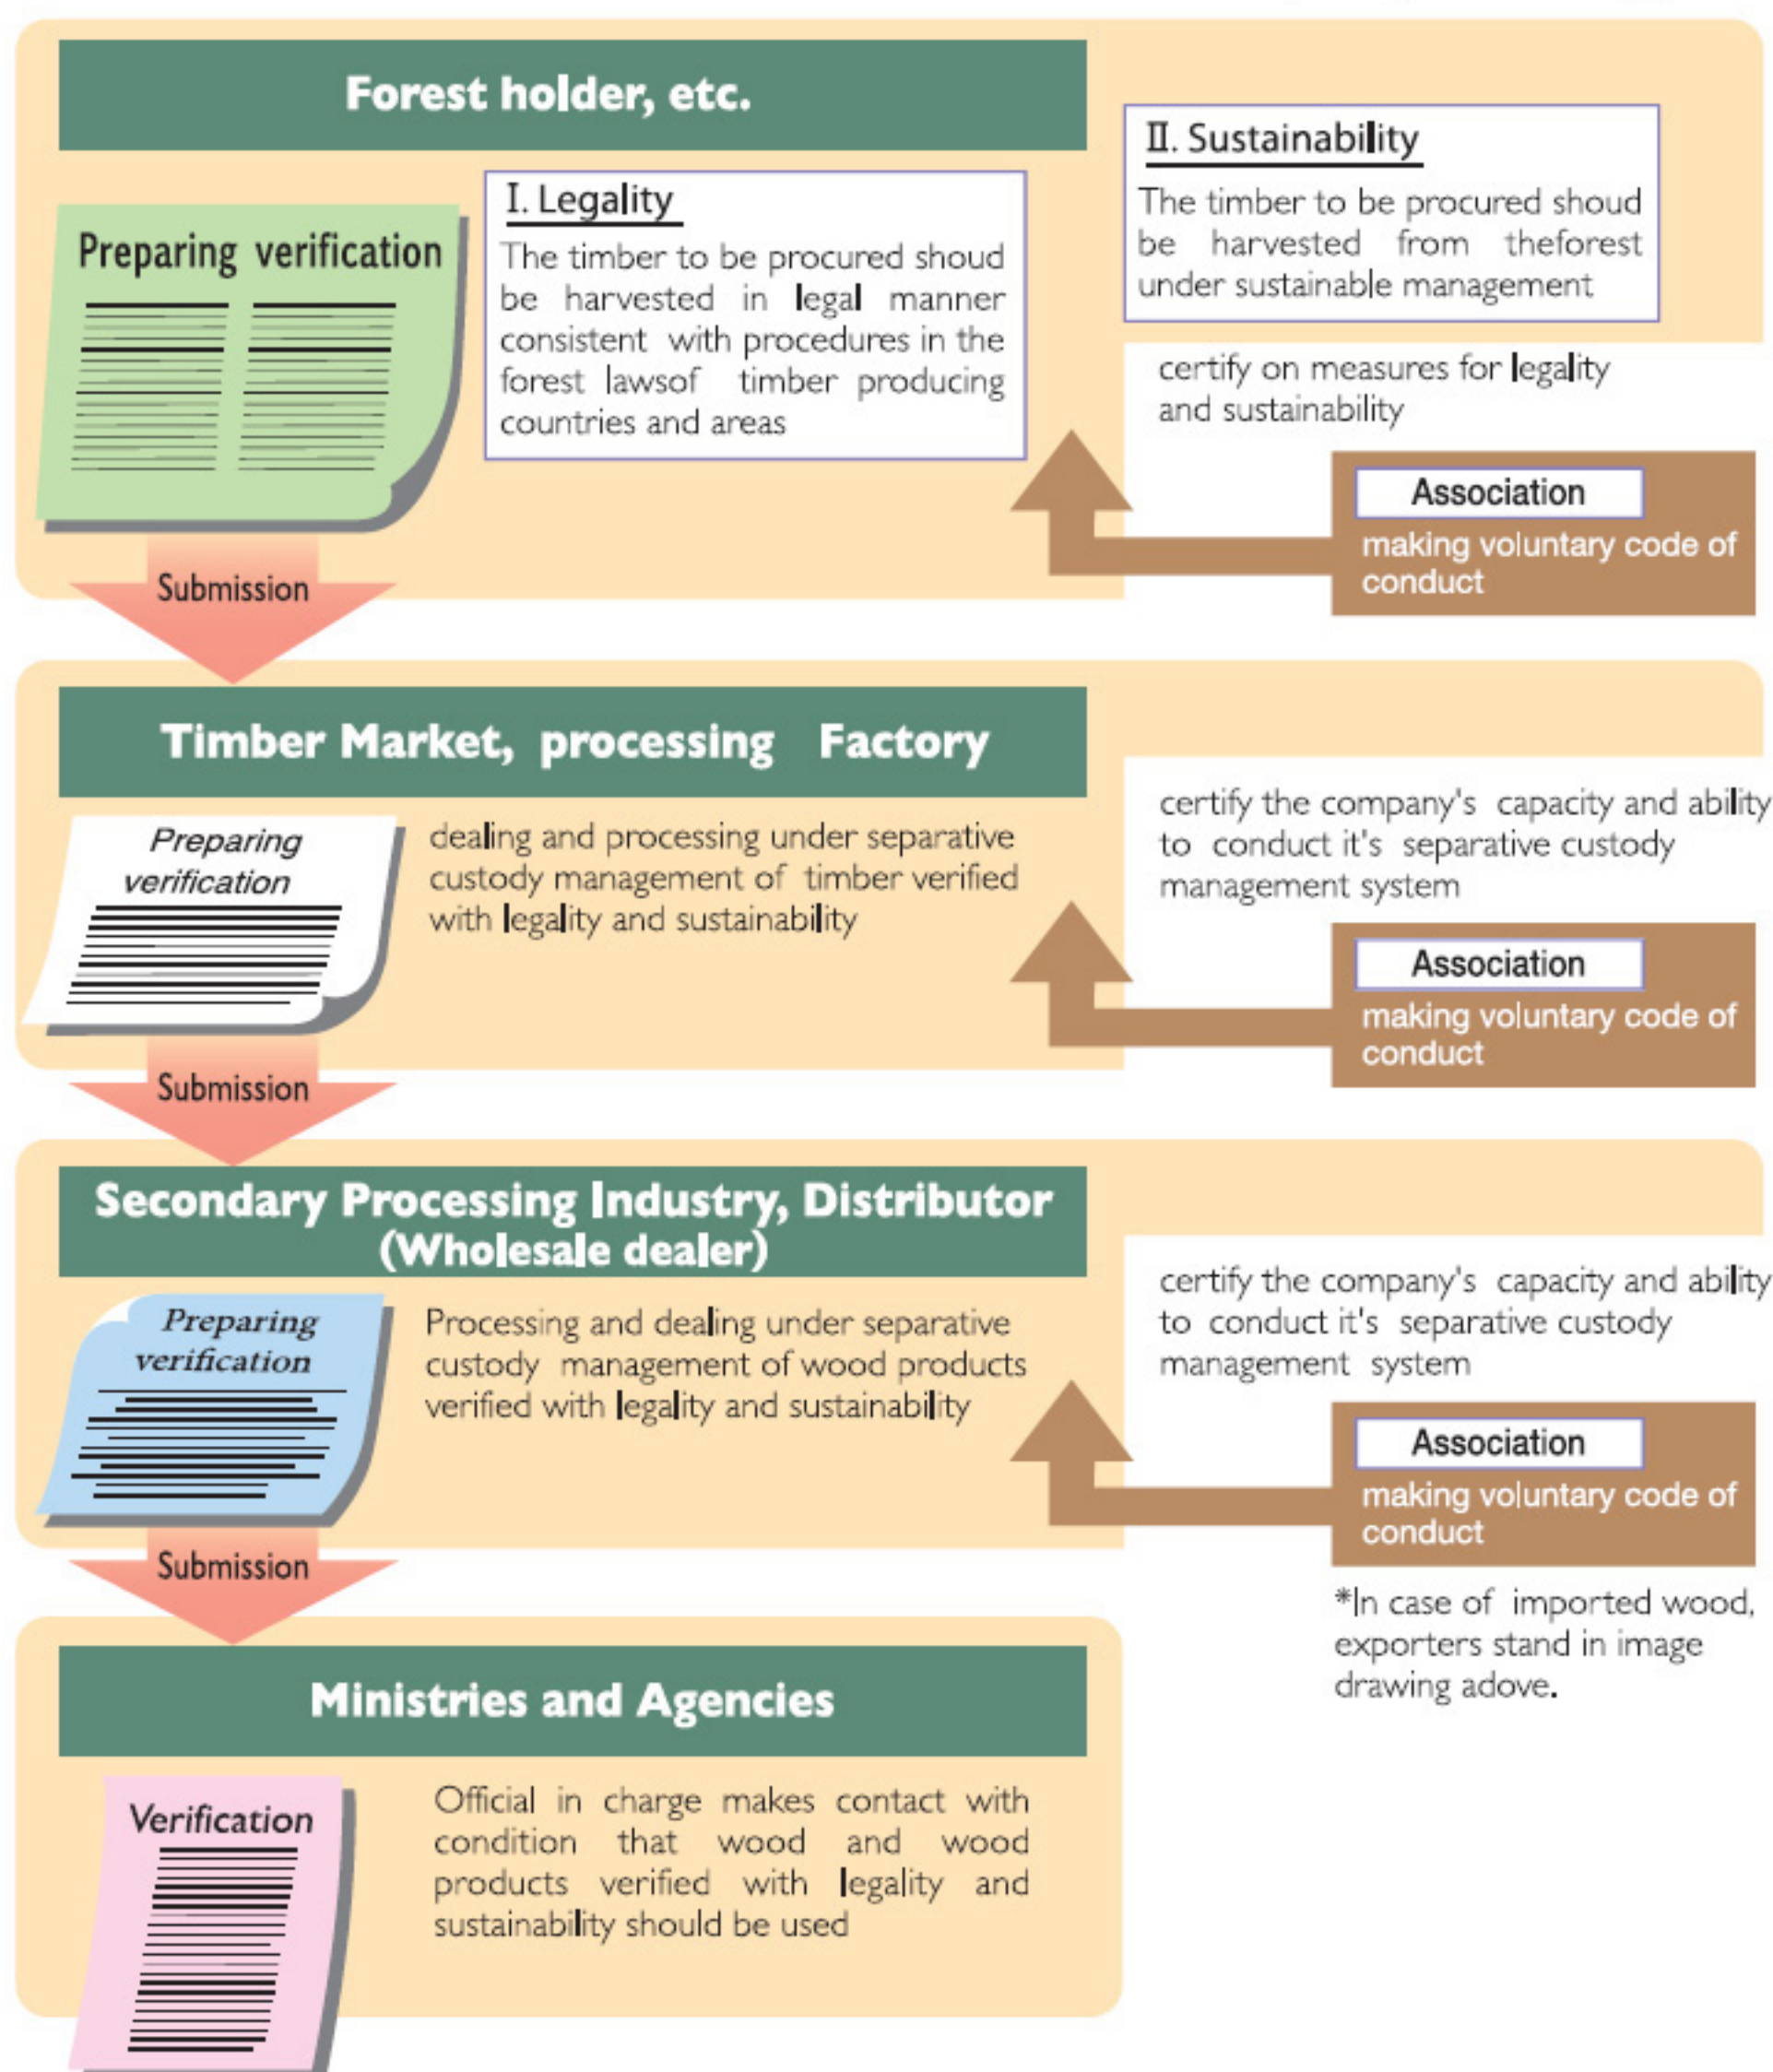 Forest holder, etc.
Preparing verification
I. Legality
The timber to be procured shoud
be harvested in legal manner
consistent with procedures in the
forest lawsof timber producing
countries and areas
II. Sustainability
The timber to be procured shoud
be harvested from theforest
under sustainable management
certify on measures for legality
and sustainability
Association
making voluntary code of
conduct
Submission
Timber Market, processing Factory
Preparing
verification
dealing and processing under separative
custody management of timber verified
with legality and sustainability
certify the company's capacity and ability
to conduct it's separative custody
management system
Association
making voluntary code of
conduct
Submission
Secondary Processing Industry, Distributor
(Wholesale dealer)
Preparing
verification
Processing and dealing under separative
custody management of wood products
verified with legality and sustainability
certify the company's capacity and ability
to conduct it's separative custody
management system
Association
making voluntary code of
conduct
Submission
*In case of imported wood,
exporters stand in image
drawing adove.
Ministries and Agencies
Verification
Official in charge makes contact with
condition that wood and wood
products verified with legality and
sustainability should be used